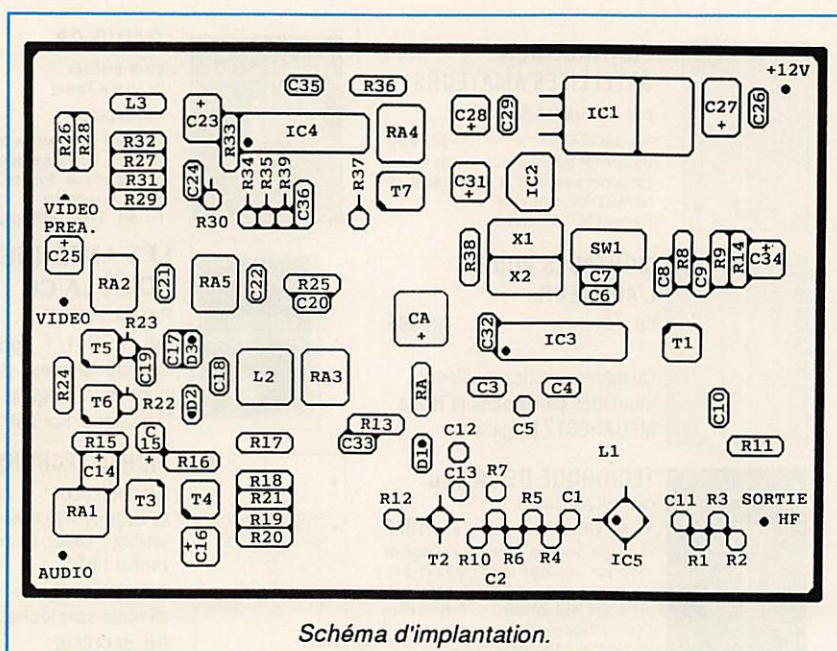 +12V
C35
R36
L3
+
C23
R33
IC4
RA4
C28
+
C29
IC1
C27
+
C26
R26
R28
R32
R27
R31
R29
C24
R30
R34
R35
R39
C36
R37
T7
C31
+
IC2
VIDEO
PREA.
+
C25
RA2
C21
RA5
C22
R25
C20
R38
X1
X2
SW1
C7
C6
C8
R8
C9
R9
R14
+
C34
VIDEO
R23
CA
+
T5
C19
C17
D3
C18
L2
RA3
C32
IC3
T1
R24
T6
R22
D2
RA
C3
C4
C5
C10
R15
C
15
+
R16
R17
R13
C33
D1
C12
L1
R11
+
C14
R18
C13
R7
RA1
T3
T4
R21
R19
R12
R5
C1
C11
R3
SORTIE
HF
+
C16
R20
T2
R10
R6
R4
IC5
R1
R2
C2
AUDIO
Schéma d'implantation.